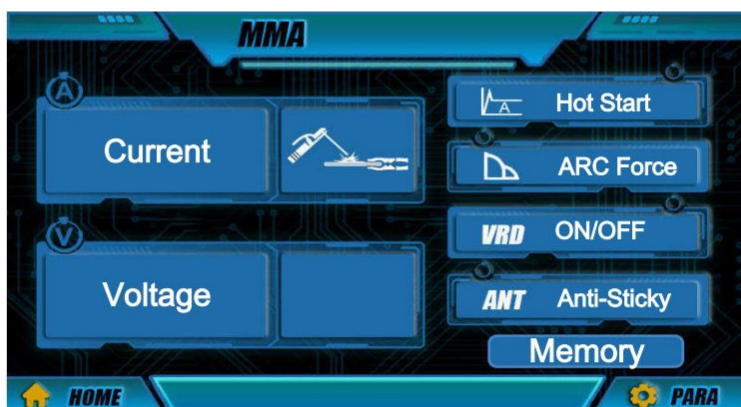 MMA
A
Current
V
Voltage
A
Hot Start
ARC Force
VRD ON/OFF
ANT Anti-Sticky
Memory
HOME
PARA